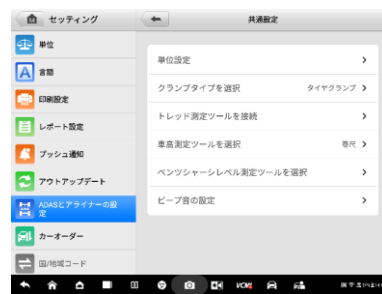 セッティング
共通設定
単位
言語
印刷設定
レポート設定
プッシュ通知
アウトアップデート
ADASとアライナーの設
定
カーオーダー
国/地域コード
単位設定
クランプタイプを選択 タイヤクランプ
トレッド測定ツールを接続
車高測定ツールを選択 巻尺
ベンツシャーシレベル測定ツールを選択
ビープ音の設定
VCMI